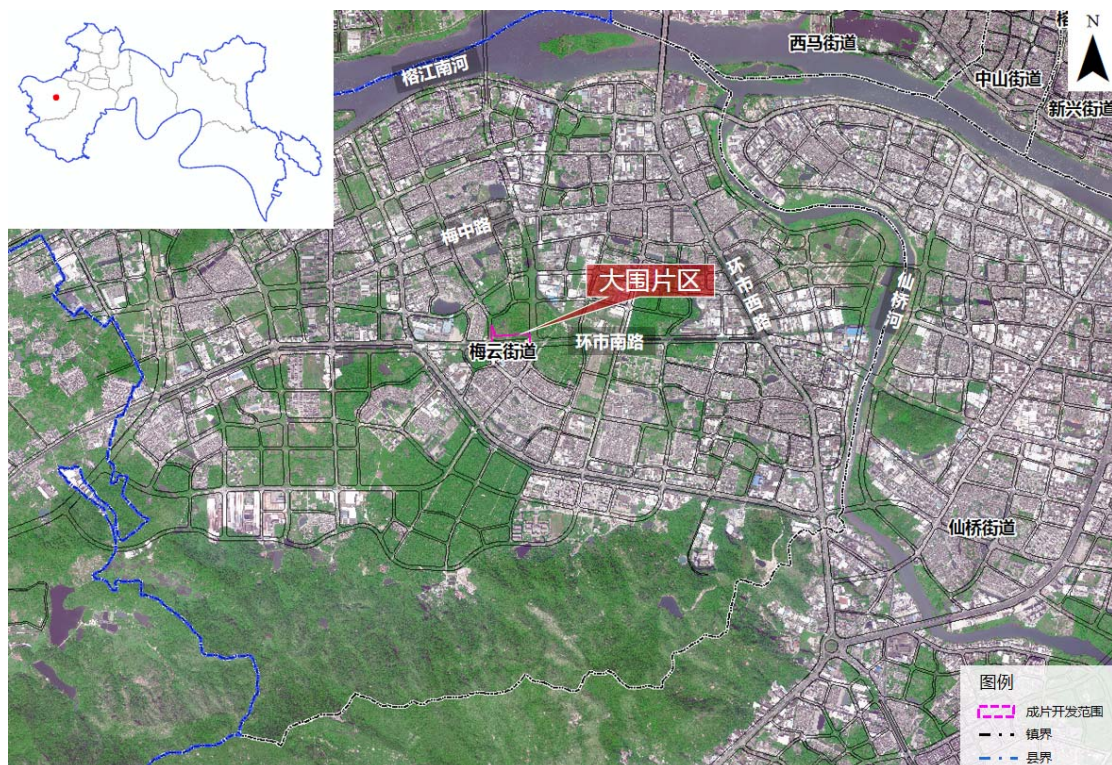 西马街道
N
榕江南河
中山街道
新兴街道
梅中路
大围片区
环市西路
仙桥河
环市南路
梅云街道
仙桥街道
图例
成片开发范围
镇界
县界